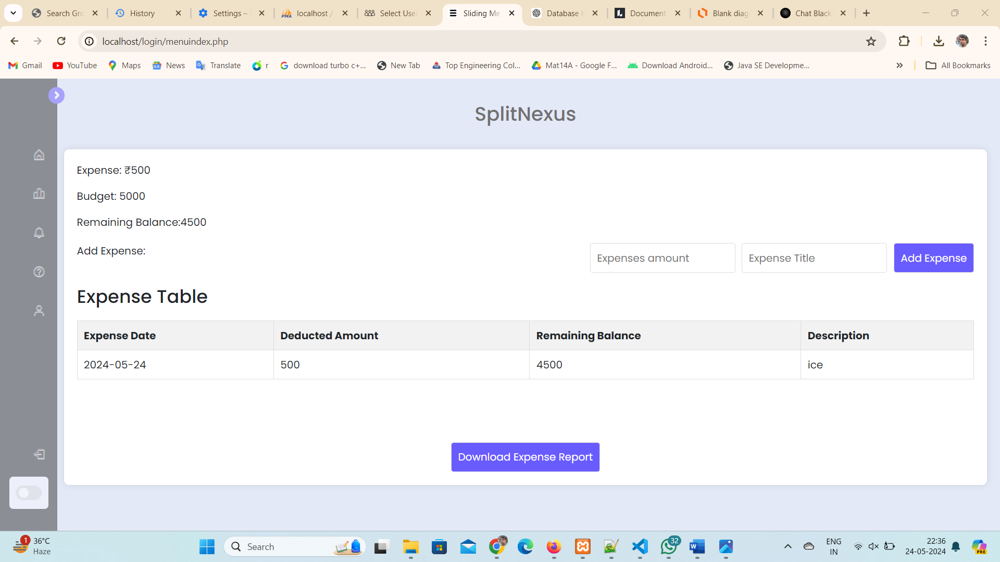 Search Gro
History
Settings –
localhost /
Select User
Sliding Me
Database I
Document
Blank diag
Chat Black
localhost/login/menuindex.php
Gmail
YouTube
Maps
News
Translate
r
download turbo c+...
New Tab
Top Engineering Col...
Mat14A - Google F...
Download Android...
Java SE Developme...
All Bookmarks
SplitNexus
Expense: ₹500
Budget: 5000
Remaining Balance:4500
Add Expense:
Expenses amount
Expense Title
Add Expense
Expense Table
Expense Date Deducted Amount Remaining Balance Description
2024-05-24 500 4500 ice
Download Expense Report
1
36°C
Haze
Search
32
ENG
IN
22:36
24-05-2024
PRE